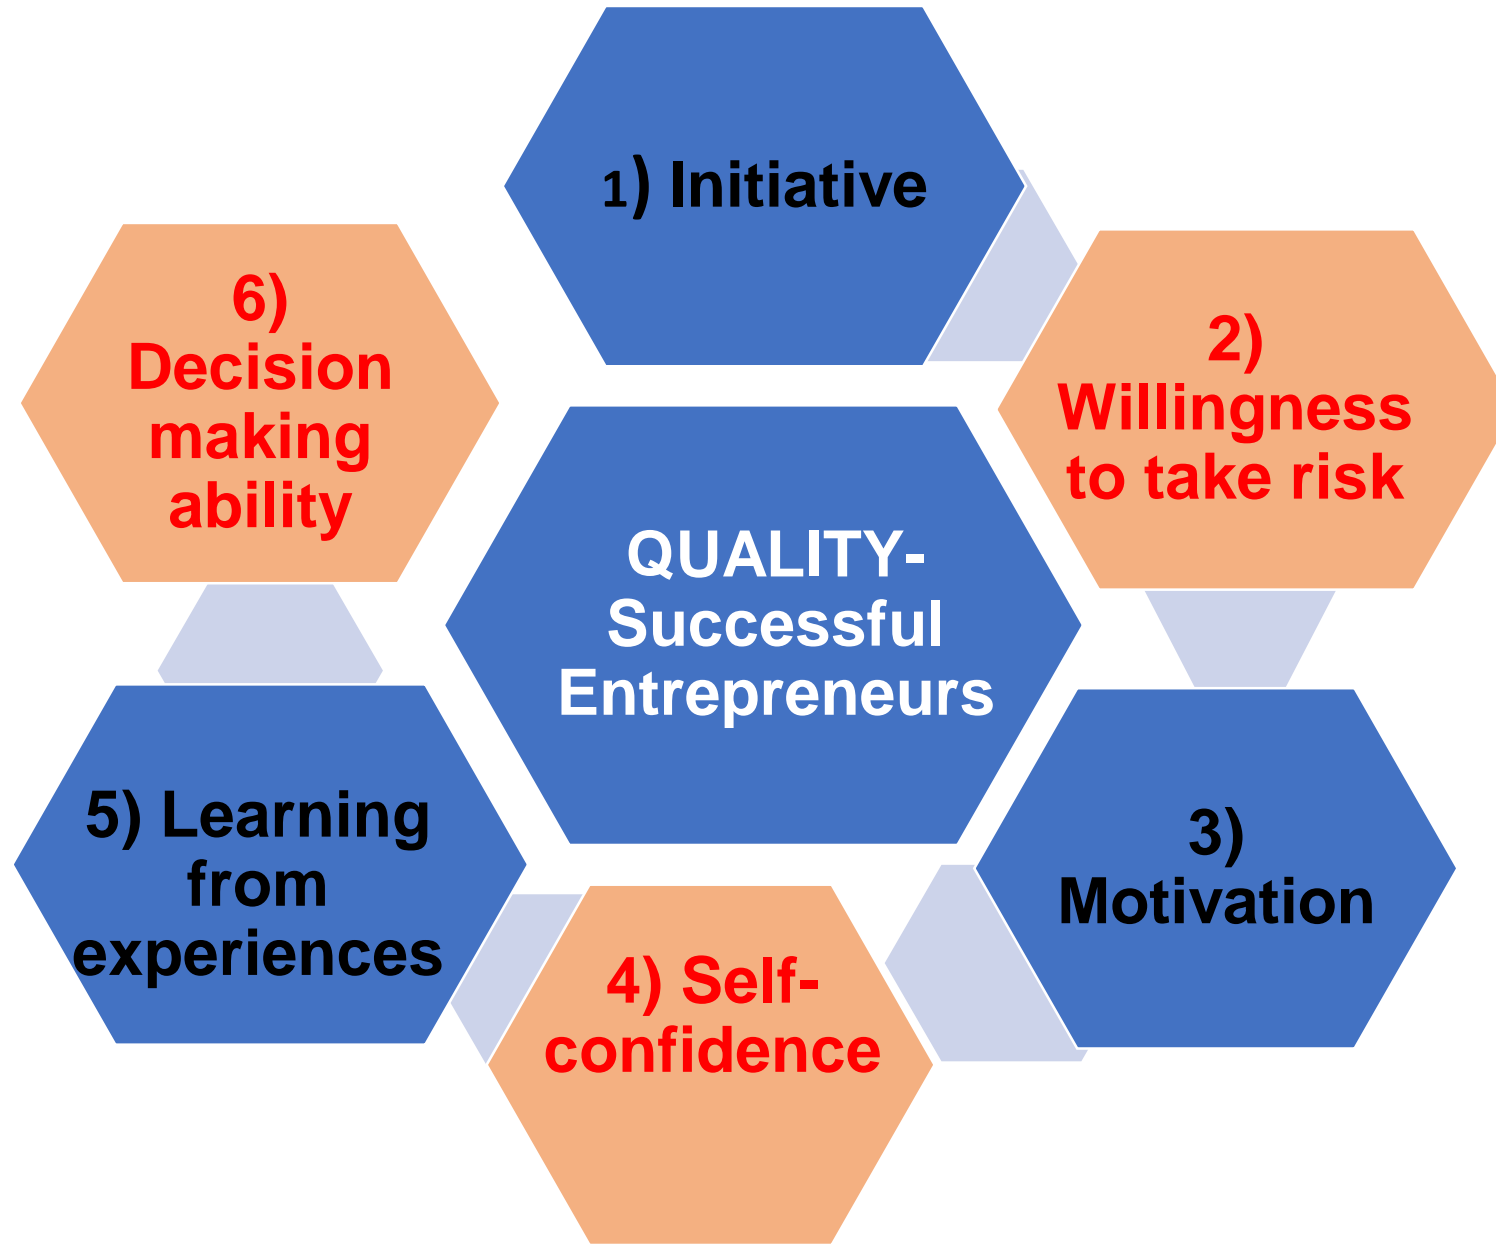 1) Initiative
2)
Willingness
to take risk
3)
Motivation
4) Self-
confidence
5) Learning
from
experiences
6)
Decision
making
ability
QUALITY-
Successful
Entrepreneurs